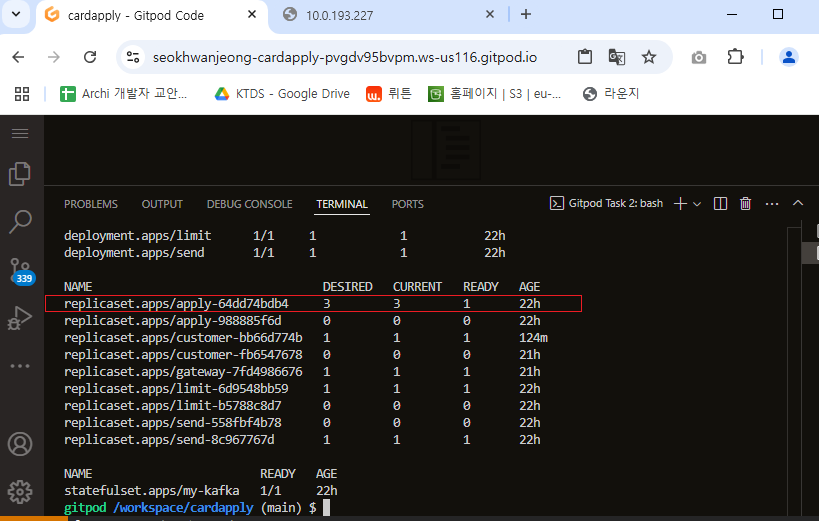 cardapply - Gitpod Code
10.0.193.227
seokhwanjeong-cardapply-pvgdv95bvpm.ws-us116.gitpod.io
Archi 개발자 교안...
KTDS - Google Drive
뤼튼
홈페이지 | S3 | eu-...
라운지
PROBLEMS OUTPUT DEBUG CONSOLE TERMINAL PORTS
Gitpod Task 2: bash
deployment.apps/limit 1/1 1 1 22h
deployment.apps/send 1/1 1 1 22h
NAME DESIRED CURRENT READY AGE
replicaset.apps/apply-64dd74bdb4 3 3 1 22h
replicaset.apps/apply-988885f6d 0 0 0 22h
replicaset.apps/customer-bb66d774b 1 1 1 124m
replicaset.apps/customer-fb6547678 0 0 0 21h
replicaset.apps/gateway-7fd4986676 1 1 1 21h
replicaset.apps/limit-6d9548bb59 1 1 1 22h
replicaset.apps/limit-b5788c8d7 0 0 0 22h
replicaset.apps/send-558fbf4b78 0 0 0 22h
replicaset.apps/send-8c967767d 1 1 1 22h
NAME READY AGE
statefulset.apps/my-kafka 1/1 22h
gitpod /workspace/cardapply (main) $
339